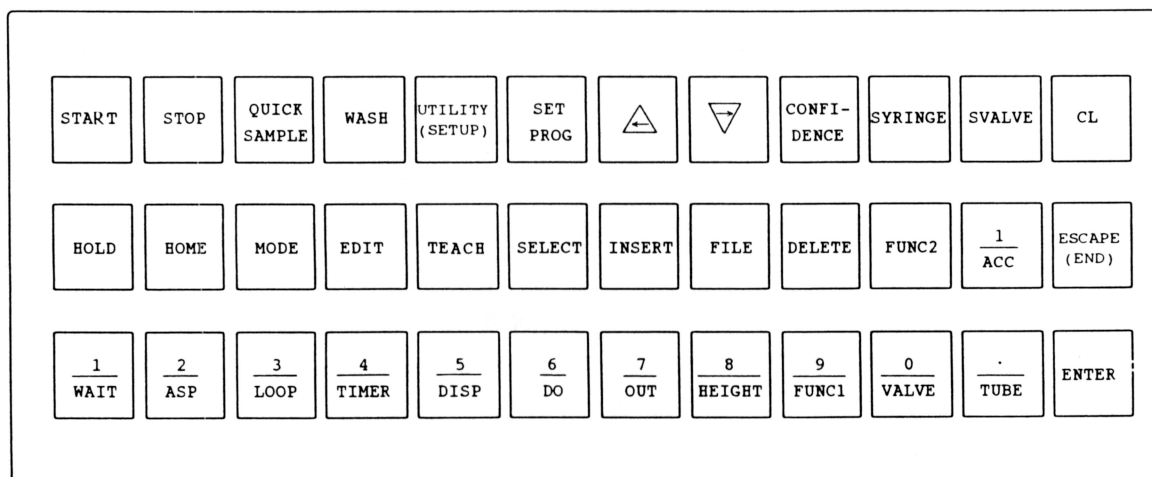 START
STOP
QUICK
SAMPLE
WASH
UTILITY
(SETUP)
SET
PROG
←
→
CONFI-
DENCE
SYRINGE
SVALVE
CL
HOLD
HOME
MODE
EDIT
TEACH
SELECT
INSERT
FILE
DELETE
FUNC2
1
ACC
ESCAPE
(END)
1
WAIT
2
ASP
3
LOOP
4
TIMER
5
DISP
6
DO
7
OUT
8
HEIGHT
9
FUNC1
0
VALVE
.
TUBE
ENTER